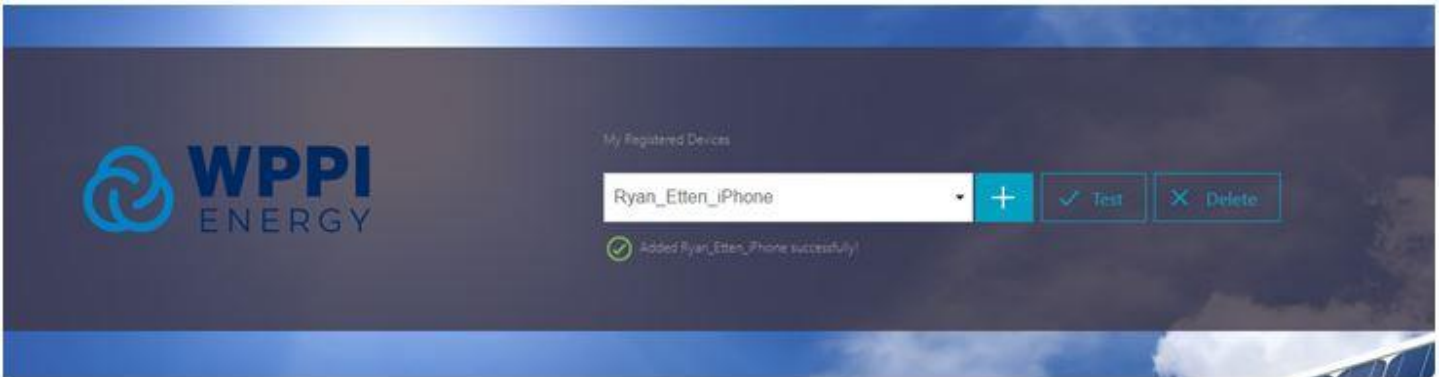 WPPI
ENERGY
My Registered Devices
Ryan_Etten_iPhone
Test
Delete
Added Ryan_Etten_iPhone successfully!